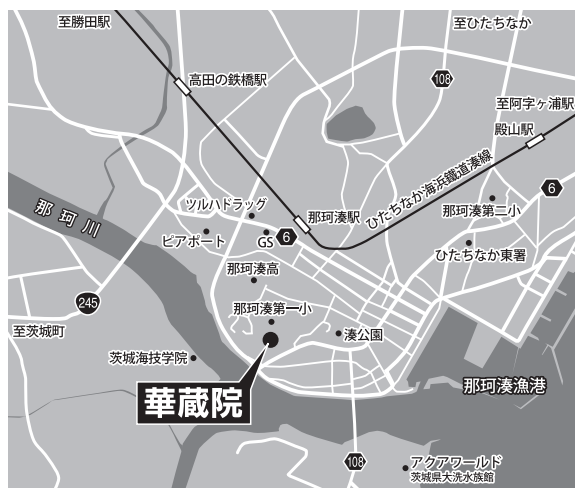 至勝田駅
至ひたちなか
高田の鉄橋駅
108
至阿字ヶ浦駅
殿山駅
ひたちなか海浜鐵道湊線
6
那珂川
ツルハドラッグ
那珂湊駅
那珂湊第二小
ピアポート
GS
6
ひたちなか東署
那珂湊高
245
那珂湊第一小
至茨城町
湊公園
茨城海技学院
華蔵院
那珂湊漁港
108
アクアワールド
茨城県大洗水族館